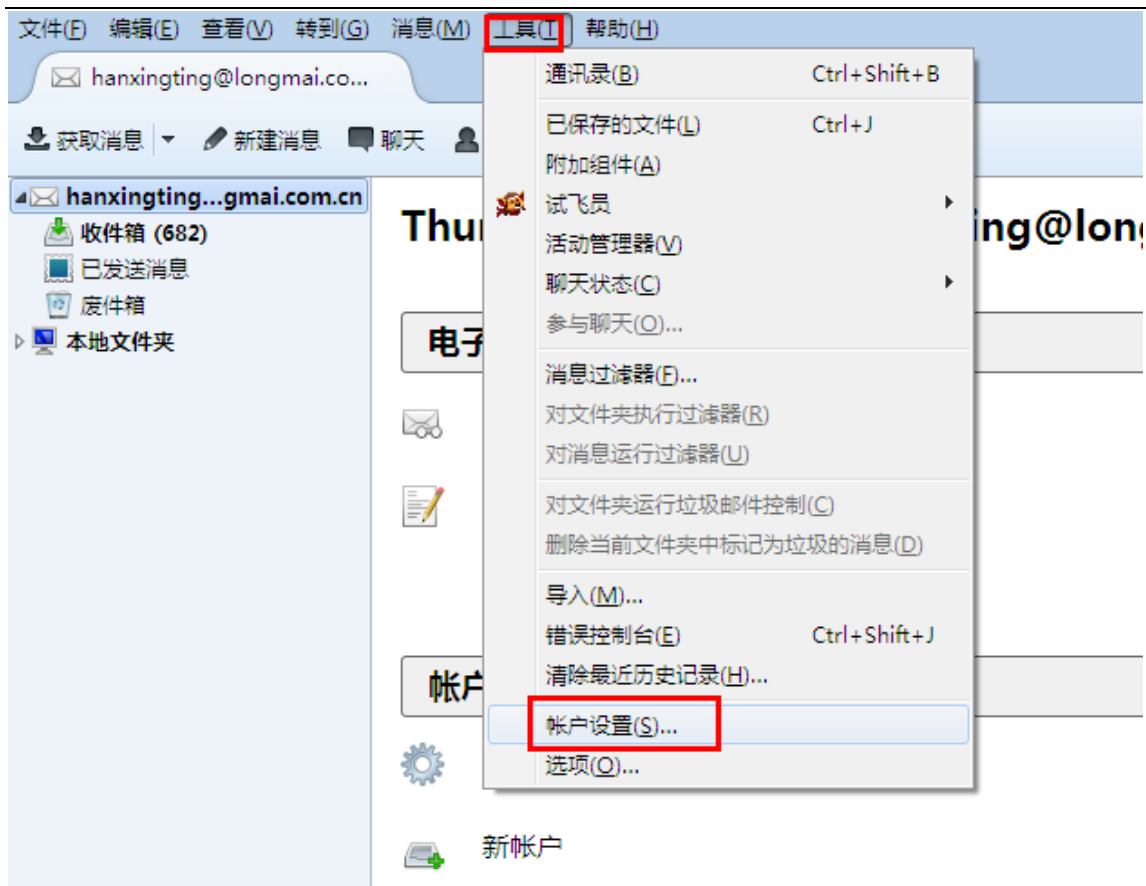 文件(F) 编辑(E) 查看(V) 转到(G) 消息(M) 工具(T) 帮助(H)
hanxingting@longmai.co...
获取消息 新建消息 聊天
hanxingting...gmai.com.cn
收件箱 (682)
已发送消息
废件箱
本地文件夹
通讯录(B) Ctrl+Shift+B
已保存的文件(L) Ctrl+J
附加组件(A)
试飞员
活动管理器(V)
聊天状态(C)
参与聊天(O)...
消息过滤器(F)...
对文件夹执行过滤器(R)
对消息运行过滤器(U)
对文件夹运行垃圾邮件控制(C)
删除当前文件夹中标记为垃圾的消息(D)
导入(M)...
错误控制台(E) Ctrl+Shift+J
清除最近历史记录(H)...
帐户设置(S)...
选项(O)...
Thu ing@lon
电子
帐户
新帐户